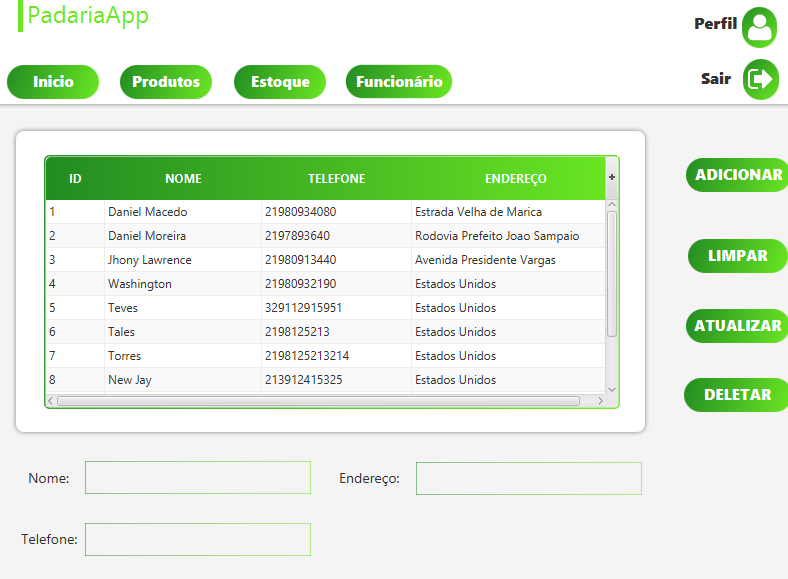 PadariaApp
Perfil
Sair
Inicio Produtos Estoque Funcionário
ID NOME TELEFONE ENDEREÇO +
1 Daniel Macedo 21980934080 Estrada Velha de Marica
2 Daniel Moreira 2197893640 Rodovia Prefeito Joao Sampaio
3 Jhony Lawrence 21980913440 Avenida Presidente Vargas
4 Washington 21980932190 Estados Unidos
5 Teves 329112915951 Estados Unidos
6 Tales 2198125213 Estados Unidos
7 Torres 2198125213214 Estados Unidos
8 New Jay 213912415325 Estados Unidos
ADICIONAR
LIMPAR
ATUALIZAR
DELETAR
Nome: Endereço:
Telefone: